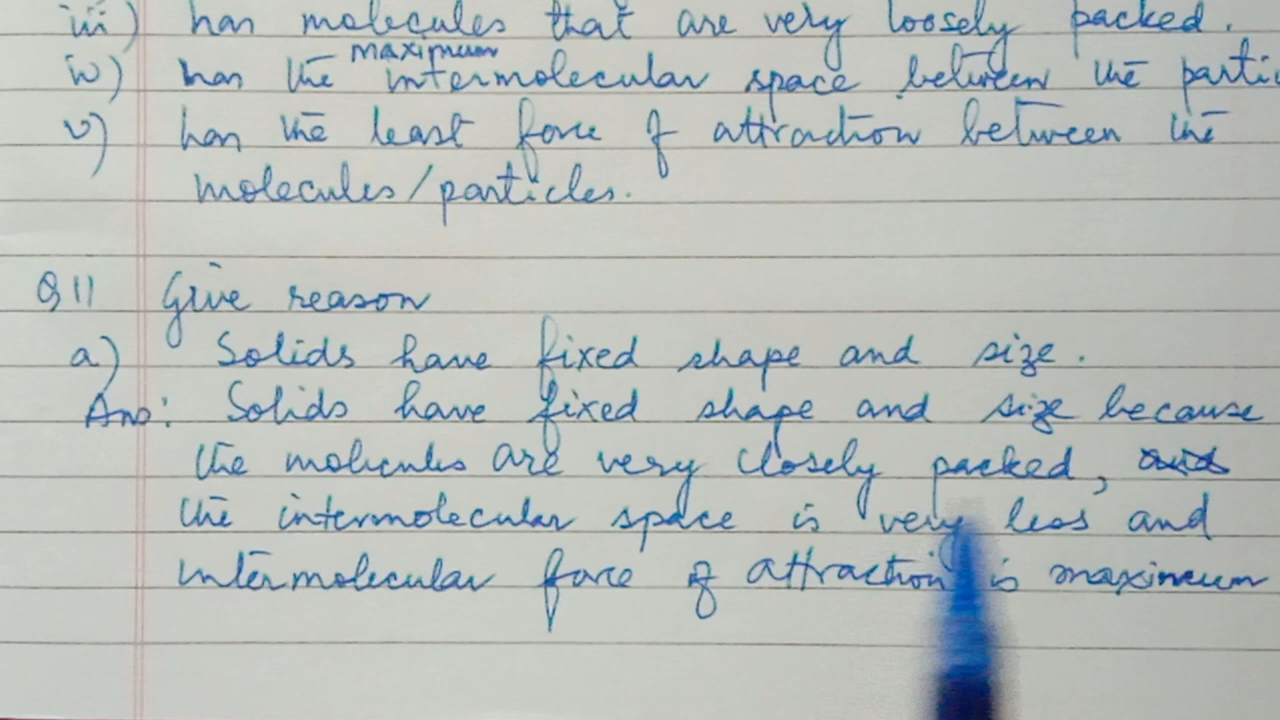 iii) has molecules that are very loosely packed.
iv) has the maximum intermolecular space between the parti
v) has the least force of attraction between the
molecules/particles.
Q11 Give reason
a) Solids have fixed shape and size.
Ans: Solids have fixed shape and size because
the molecules are very closely packed, and
the intermolecular space is very less and
intermolecular force of attraction is maximum